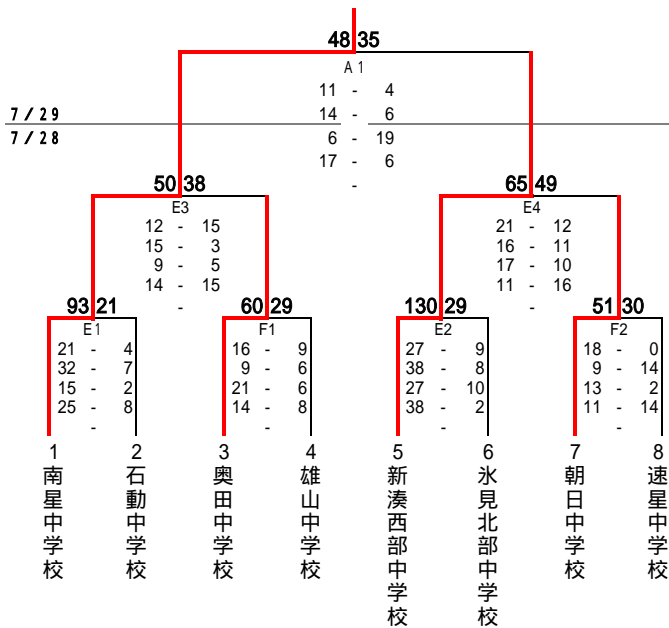 48 35
A 1
11 - 4
7/29
14 - 6
7/28
6 - 19
17 - 6
-
50 38
65 49
E3
E4
12 - 15
21 - 12
15 - 3
16 - 11
9 - 5
17 - 10
14 - 15
11 - 16
-
-
93 21
60 29
130 29
51 30
E1
F1
E2
F2
21 - 4
16 - 9
27 - 9
18 - 0
32 - 7
9 - 6
38 - 8
9 - 14
15 - 2
21 - 6
27 - 10
13 - 2
25 - 8
14 - 8
38 - 2
11 - 14
-
-
-
-
1
2
3
4
5
6
7
8
南星中学校
石動中学校
奥田中学校
雄山中学校
新湊西部中学校
氷見北部中学校
朝日中学校
速星中学校